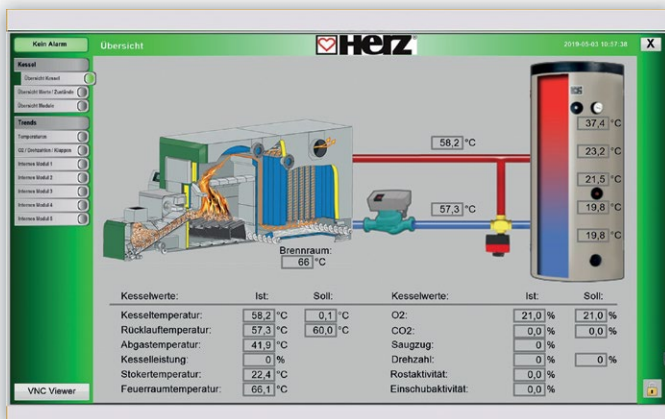 Kein Alarm
Übersicht
HERZ
2019-05-03 10:37:38
X
Kessel
Übersicht Kessel
Übersicht Werte / Zustände
Übersicht Module
Trends
Temperaturen
Internes Modul 1
Internes Modul 2
Internes Modul 3
Internes Modul 4
Internes Modul 5
VNC Viewer
58,2 °C
57,3 °C
37,4 °C
23,2 °C
21,5 °C
19,8 °C
19,8 °C
Brennraum:
66 °C
Kesselwerte: Ist: Soll:
Kesseltemperatur: 58,2 °C 0,1 °C
Rücklauftemperatur: 57,3 °C 60,0 °C
Abgastemperatur: 41,9 °C
Kesselleistung: 0 %
Stokertemperatur: 22,4 °C
Feuerraumtemperatur: 66,1 °C
Kesselwerte: Ist: Soll:
O2: 21,0 % 21,0 %
CO2: 0,0 % 0,0 %
Saugzug: 0 %
Drehzahl: 0 % 0 %
Rostaktivität: 0,0 %
Einschubaktivität: 0,0 %